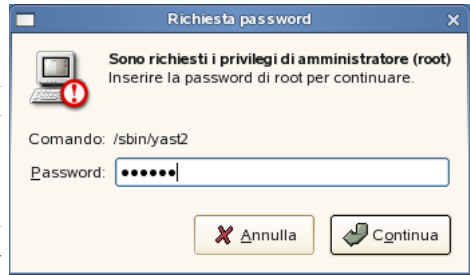 Richiesta password
Sono richiesti i privilegi di amministratore (root)
Inserire la password di root per continuare.
Comando: /sbin/yast2
Password: ●●●●●●
Annulla
Continua